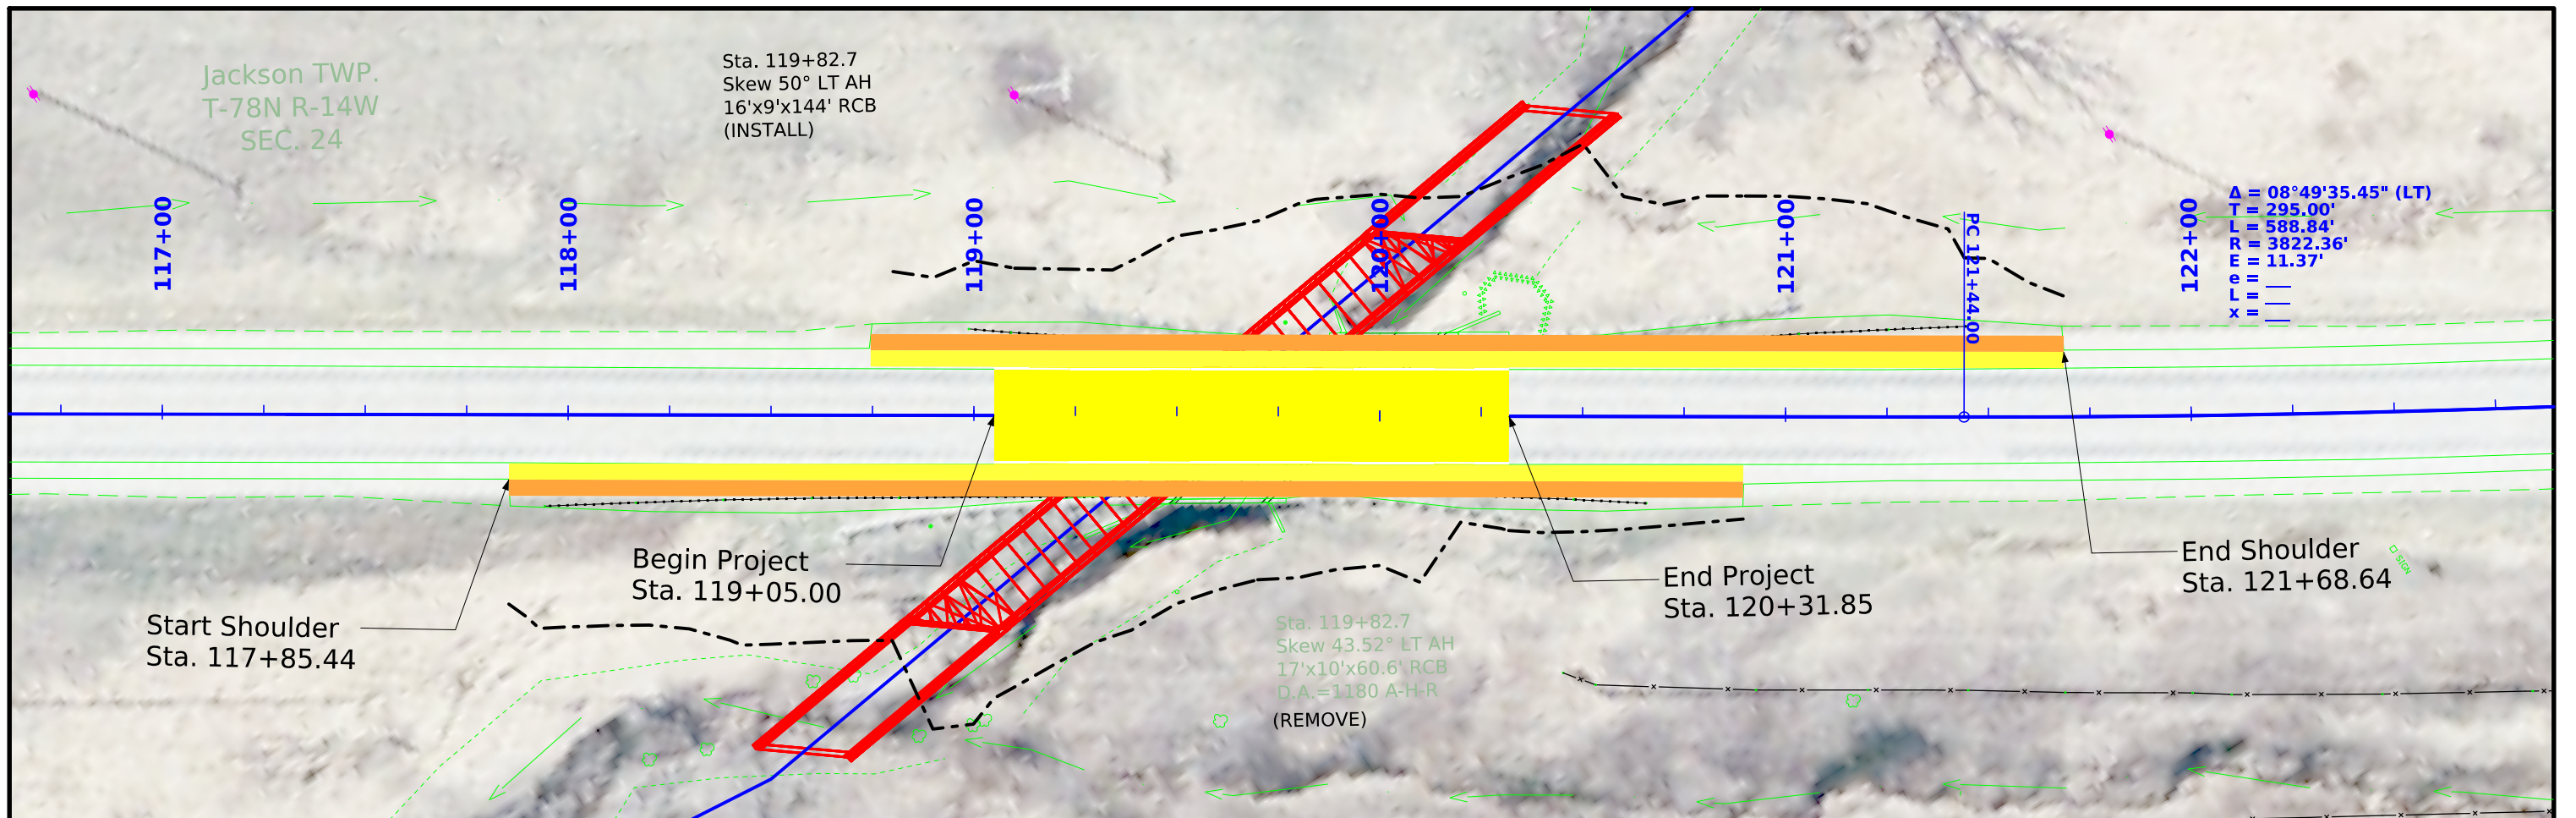 Jackson TWP.
T-78N R-14W
SEC. 24
Sta. 119+82.7
Skew 50° LT AH
16'x9'x144' RCB
(INSTALL)
117+00
118+00
119+00
120+00
121+00
PC 121+44.00
122+00
Δ = 08°49'35.45" (LT)
T = 295.00'
L = 588.84'
R = 3822.36'
E = 11.37'
e = ___
L = ___
x = ___
Start Shoulder
Sta. 117+85.44
Begin Project
Sta. 119+05.00
End Project
Sta. 120+31.85
End Shoulder
Sta. 121+68.64
SIGN
Sta. 119+82.7
Skew 43.52° LT AH
17'x10'x60.6' RCB
D.A.=1180 A-H-R
(REMOVE)